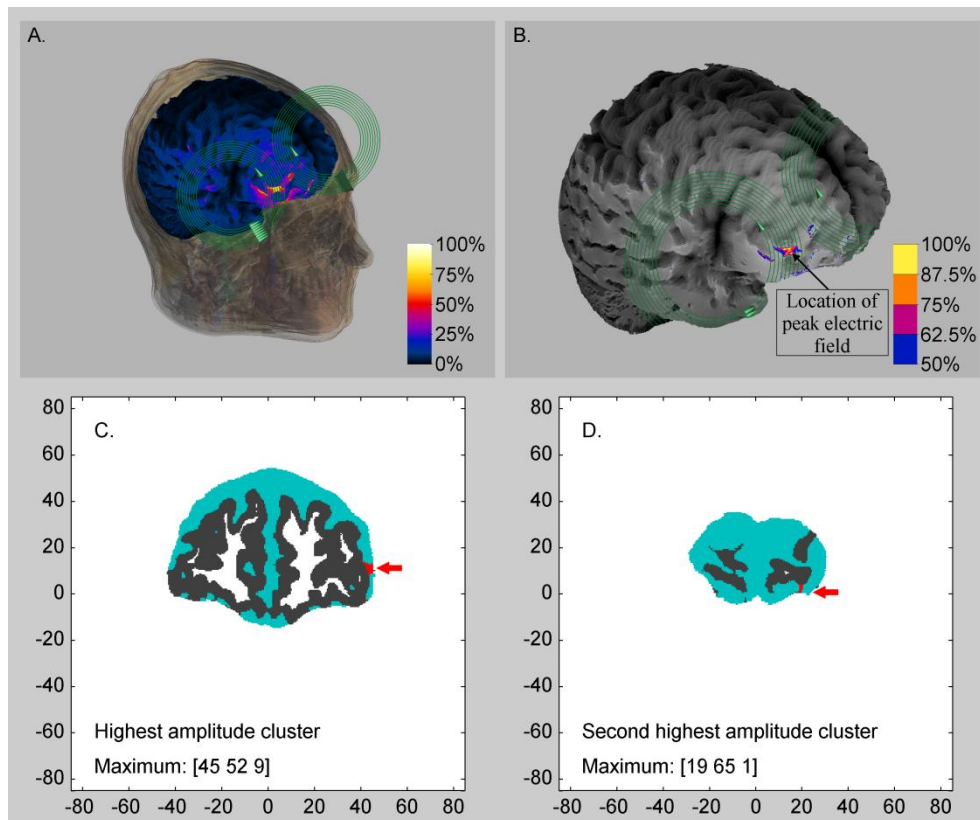 A.
100%
75%
50%
25%
0%
B.
Location of
peak electric
field
100%
87.5%
75%
62.5%
50%
C.
80
60
40
20
0
-20
-40
-60
-80
Highest amplitude cluster
Maximum: [45 52 9]
-80 -60 -40 -20 0 20 40 60 80
D.
80
60
40
20
0
-20
-40
-60
-80
Second highest amplitude cluster
Maximum: [19 65 1]
-80 -60 -40 -20 0 20 40 60 80